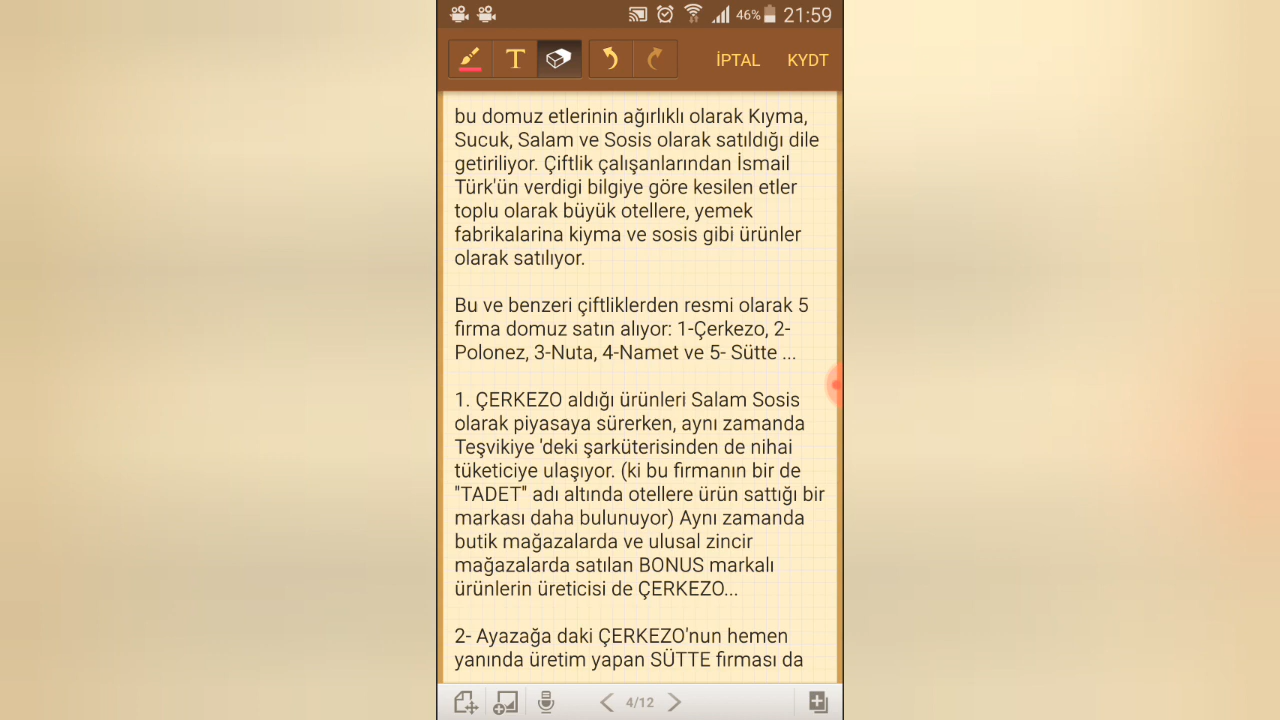 46% 21:59
T İPTAL KYDT
bu domuz etlerinin ağırlıklı olarak Kıyma,
Sucuk, Salam ve Sosis olarak satıldığı dile
getiriliyor. Çiftlik çalışanlarından İsmail
Türk'ün verdigi bilgiye göre kesilen etler
toplu olarak büyük otellere, yemek
fabrikalarina kiyma ve sosis gibi ürünler
olarak satılıyor.
Bu ve benzeri çiftliklerden resmi olarak 5
firma domuz satın alıyor: 1-Çerkezo, 2-
Polonez, 3-Nuta, 4-Namet ve 5- Sütte ...
1. ÇERKEZO aldığı ürünleri Salam Sosis
olarak piyasaya sürerken, aynı zamanda
Teşvikiye 'deki şarküterisinden de nihai
tüketiciye ulaşıyor. (ki bu firmanın bir de
"TADET" adı altında otellere ürün sattığı bir
markası daha bulunuyor) Aynı zamanda
butik mağazalarda ve ulusal zincir
mağazalarda satılan BONUS markalı
ürünlerin üreticisi de ÇERKEZO...
2- Ayazağa daki ÇERKEZO'nun hemen
yanında üretim yapan SÜTTE firması da
4/12